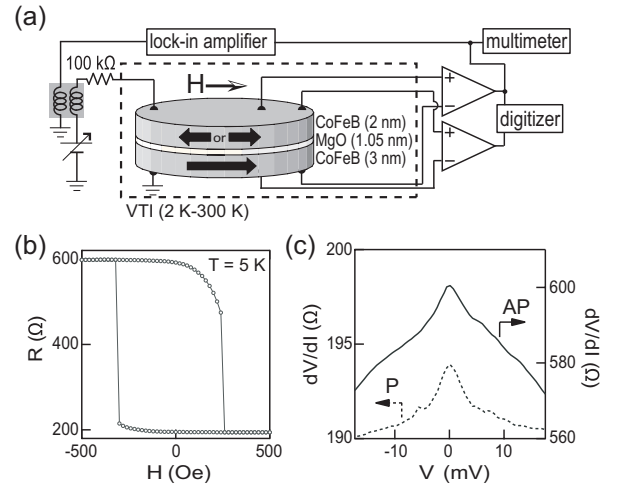 (a)
lock-in amplifier
multimeter
100 kΩ
H
+
−
digitizer
+
−
CoFeB (2 nm)
or
MgO (1.05 nm)
CoFeB (3 nm)
VTI (2 K-300 K)
(b)
(c)
600
400
200
R (Ω)
T = 5 K
-500
0
500
H (Oe)
200
195
190
dV/dI (Ω)
AP
P
600
580
560
dV/dI (Ω)
-10
0
10
V (mV)